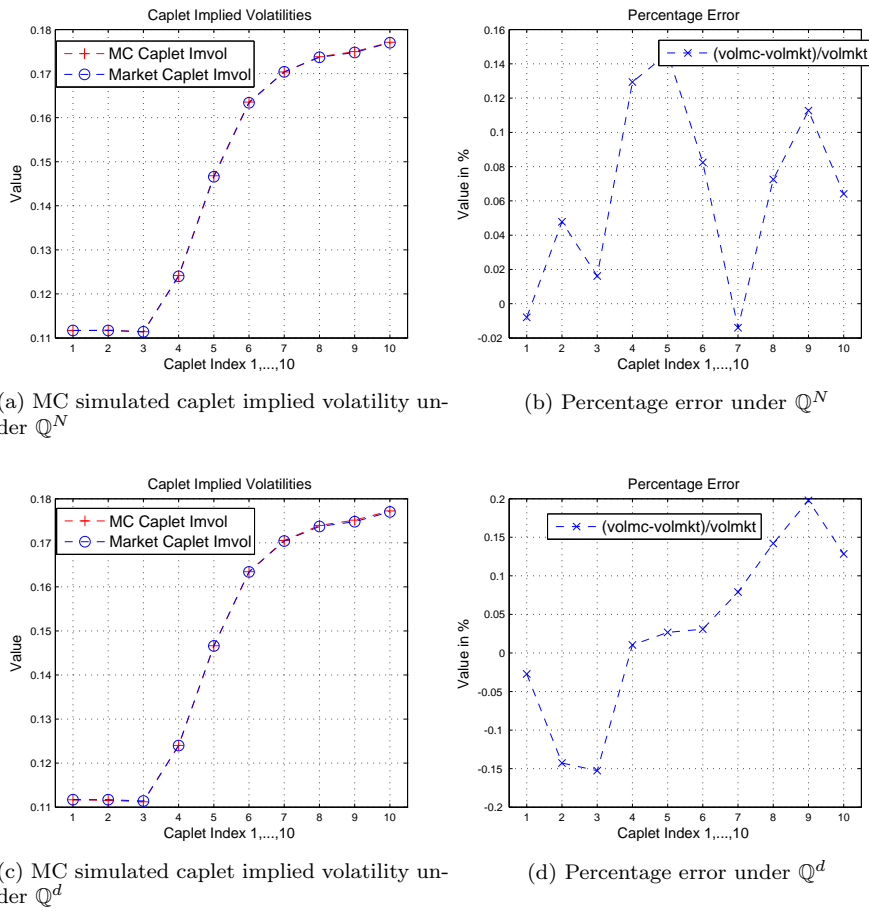 Caplet Implied Volatilities
0.18
0.17
0.16
0.15
0.14
0.13
0.12
0.11
Value
MC Caplet Imvol
Market Caplet Imvol
1 2 3 4 5 6 7 8 9 10
Caplet Index 1,...,10
(a) MC simulated caplet implied volatility un-
der ℚ^N
Percentage Error
0.16
0.14
0.12
0.1
0.08
0.06
0.04
0.02
0
-0.02
Value in %
(volmc-volmkt)/volmkt
1 2 3 4 5 6 7 8 9 10
Caplet Index 1,...,10
(b) Percentage error under ℚ^N
Caplet Implied Volatilities
0.18
0.17
0.16
0.15
0.14
0.13
0.12
0.11
Value
MC Caplet Imvol
Market Caplet Imvol
1 2 3 4 5 6 7 8 9 10
Caplet Index 1,...,10
(c) MC simulated caplet implied volatility un-
der ℚ^d
Percentage Error
0.2
0.15
0.1
0.05
0
-0.05
-0.1
-0.15
-0.2
Value in %
(volmc-volmkt)/volmkt
1 2 3 4 5 6 7 8 9 10
Caplet Index 1,...,10
(d) Percentage error under ℚ^d